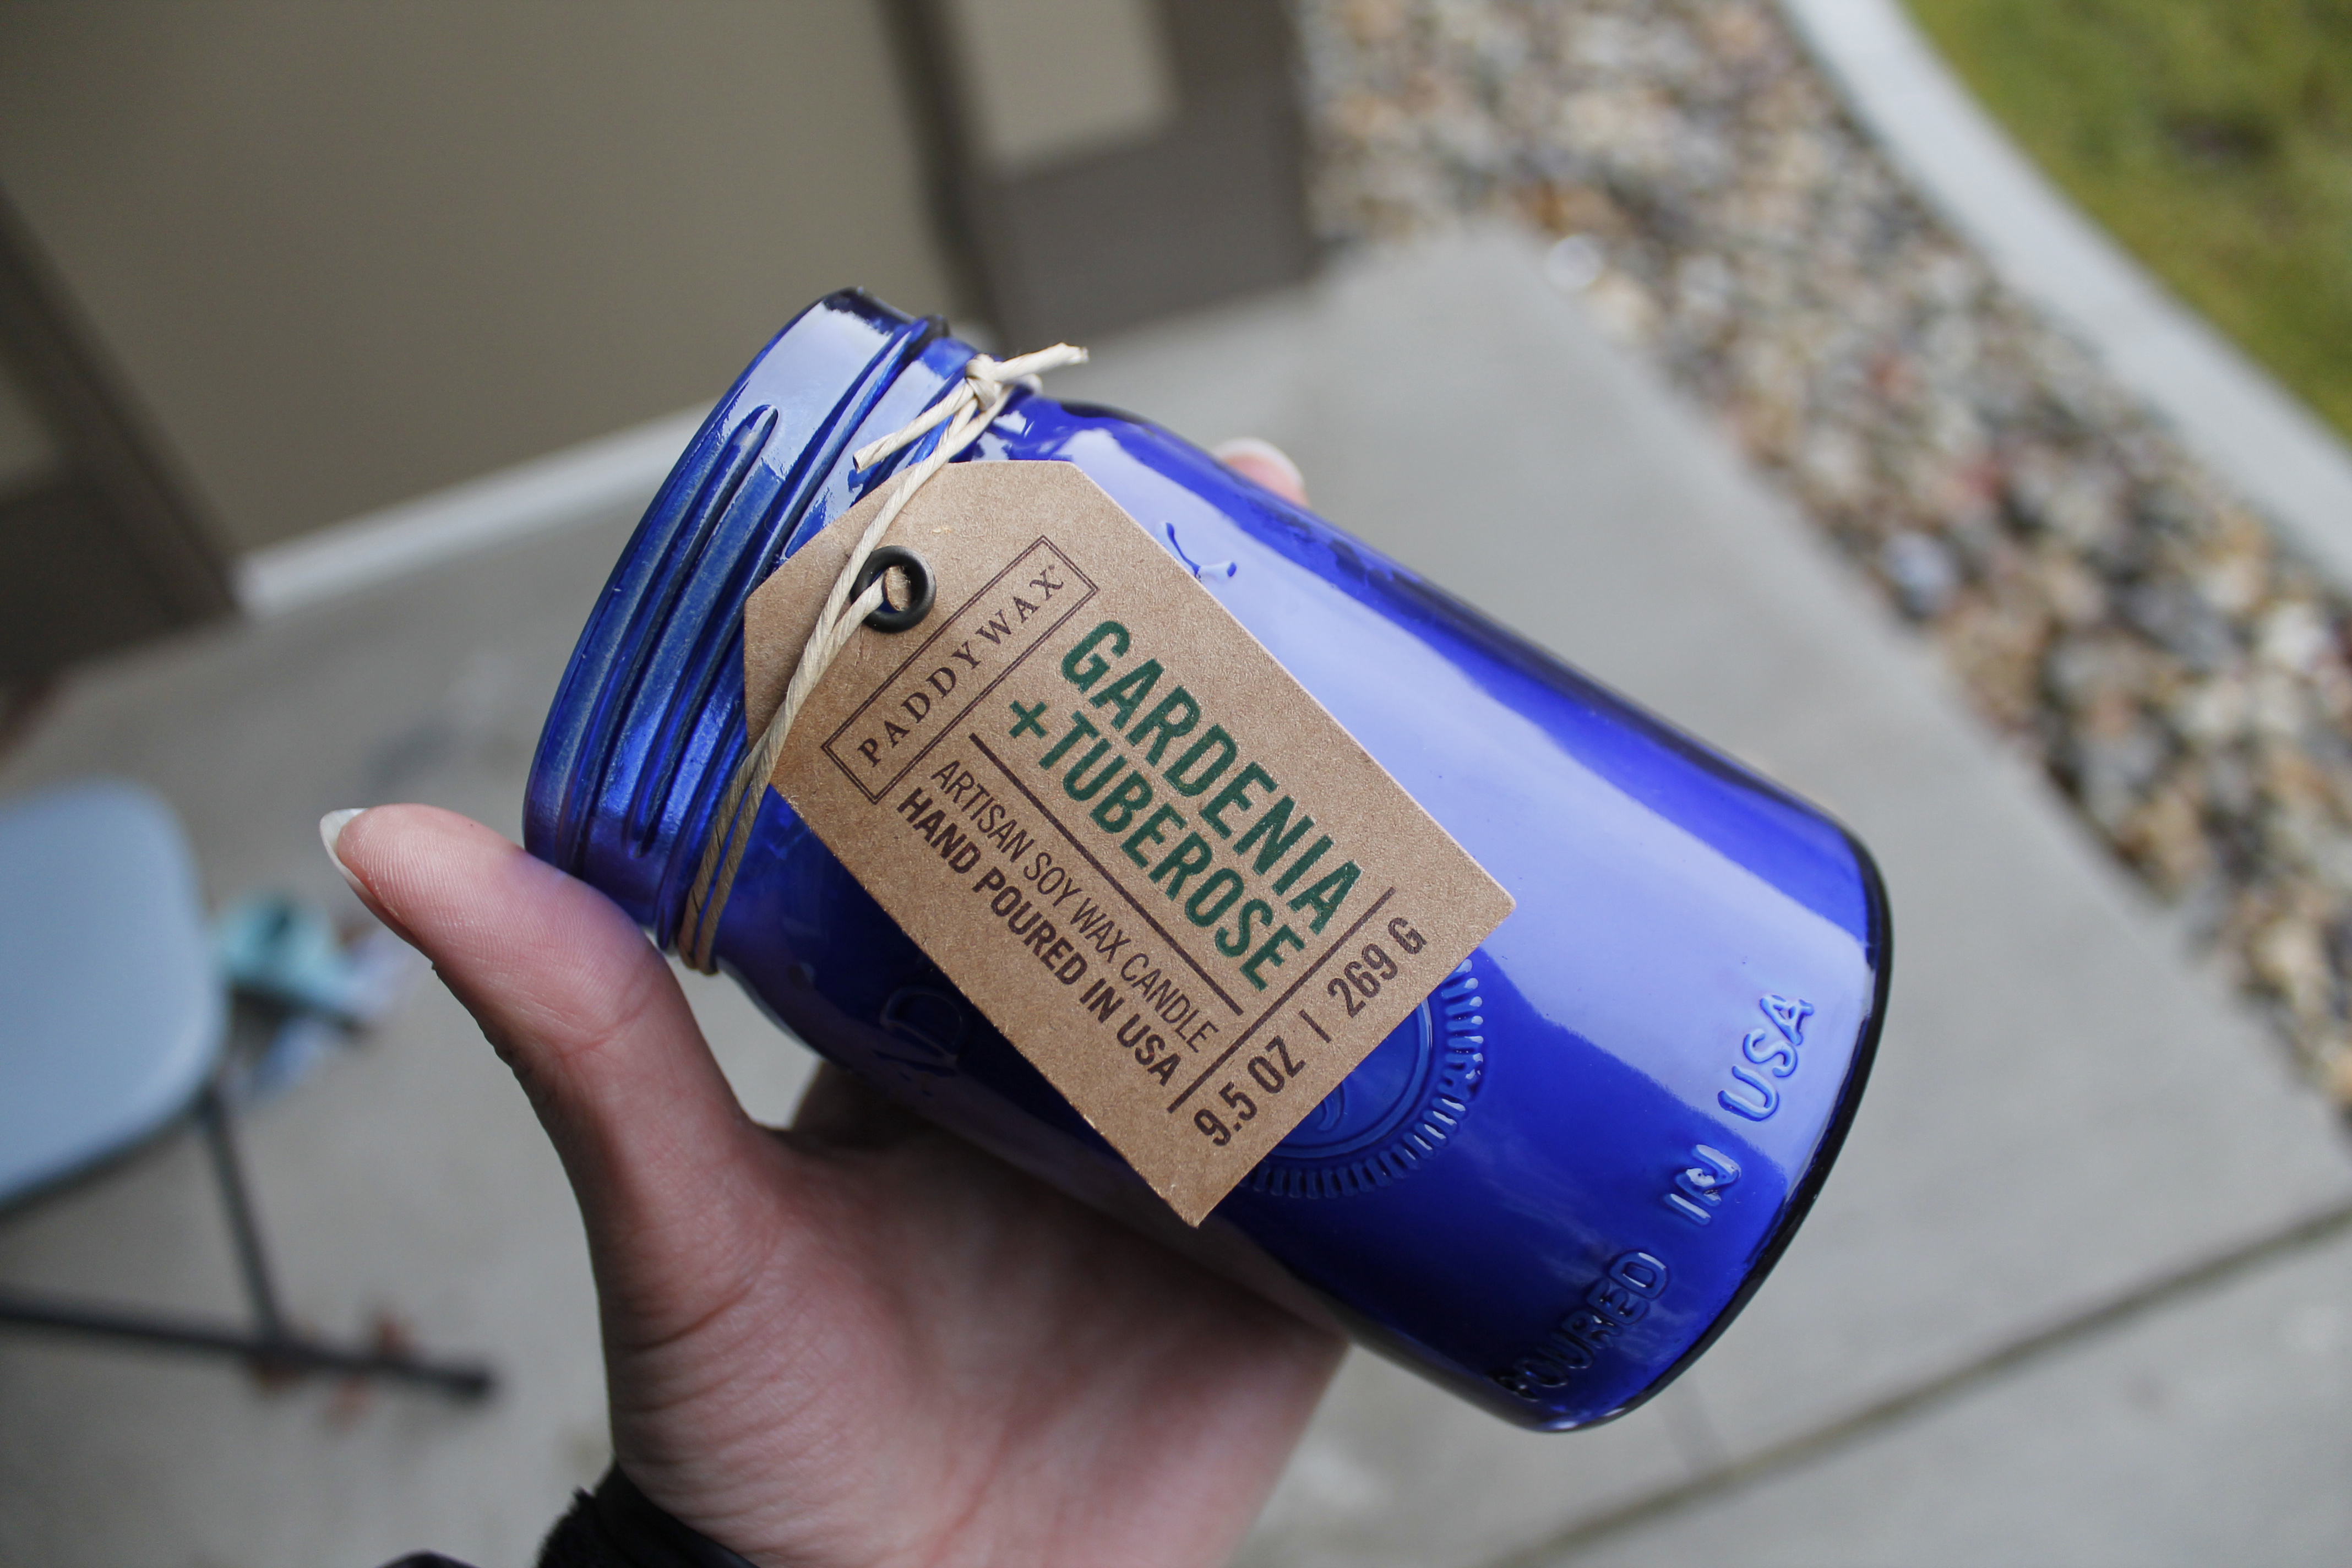 PADDYWAX
GARDENIA
+TUBEROSE
ARTISAN SOY WAX CANDLE
HAND POURED IN USA
9.5 OZ | 269 G
POURED IN USA